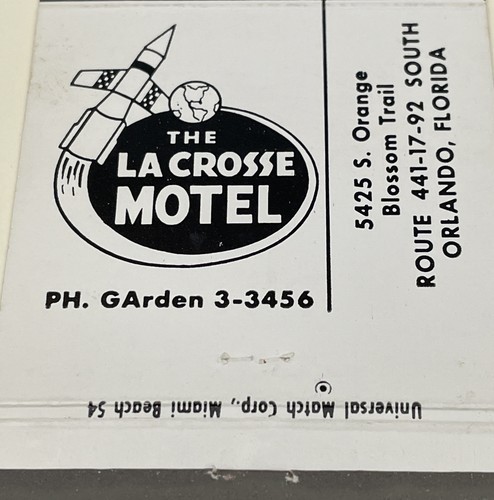 THE
LA CROSSE
MOTEL
PH. GArden 3-3456
5425 S. Orange
Blossom Trail
ROUTE 441-17-92 SOUTH
ORLANDO, FLORIDA
Universal Match Corp., Miami Beach 54